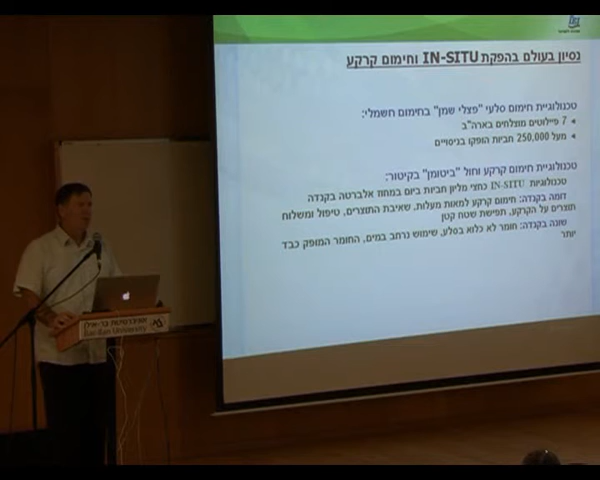 נסיון בעולם בהפקת IN-SITU וחימום קרקע
טכנולוגיית חימום סלעי "פצלי שמן" בחימום חשמלי:
7 פיילוטים מוצלחים בארה"ב
מעל 250,000 חביות הופקו בנסויים
טכנולוגיית חימום קרקע וחול "ביטומן" בקיטור:
טכנולוגיות IN-SITU כחצי מליון חביות ביום במחוז אלברטה בקנדה
דומה בקנדה: חימום קרקע למאות מעלות, שאיבת התוצרים, טיפול ומשלוח
תוצרים על הקרקע, תפישת שטח קטן
שונה בקנדה: חומר לא כלוא בסלע, שימוש נרחב במים, החומר המופק כבד
יותר
אוניברסיטת בר-אילן
Bar-Ilan University